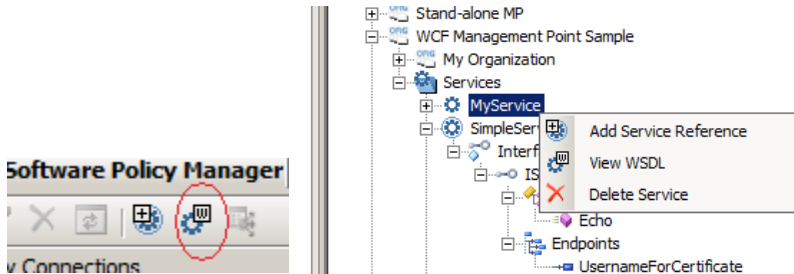 Software Policy Manager
Connections
Stand-alone MP
WCF Management Point Sample
My Organization
Services
MyService
SimpleSer
Interf
IS
Echo
Endpoints
UsernameForCertificate
Add Service Reference
View WSDL
Delete Service